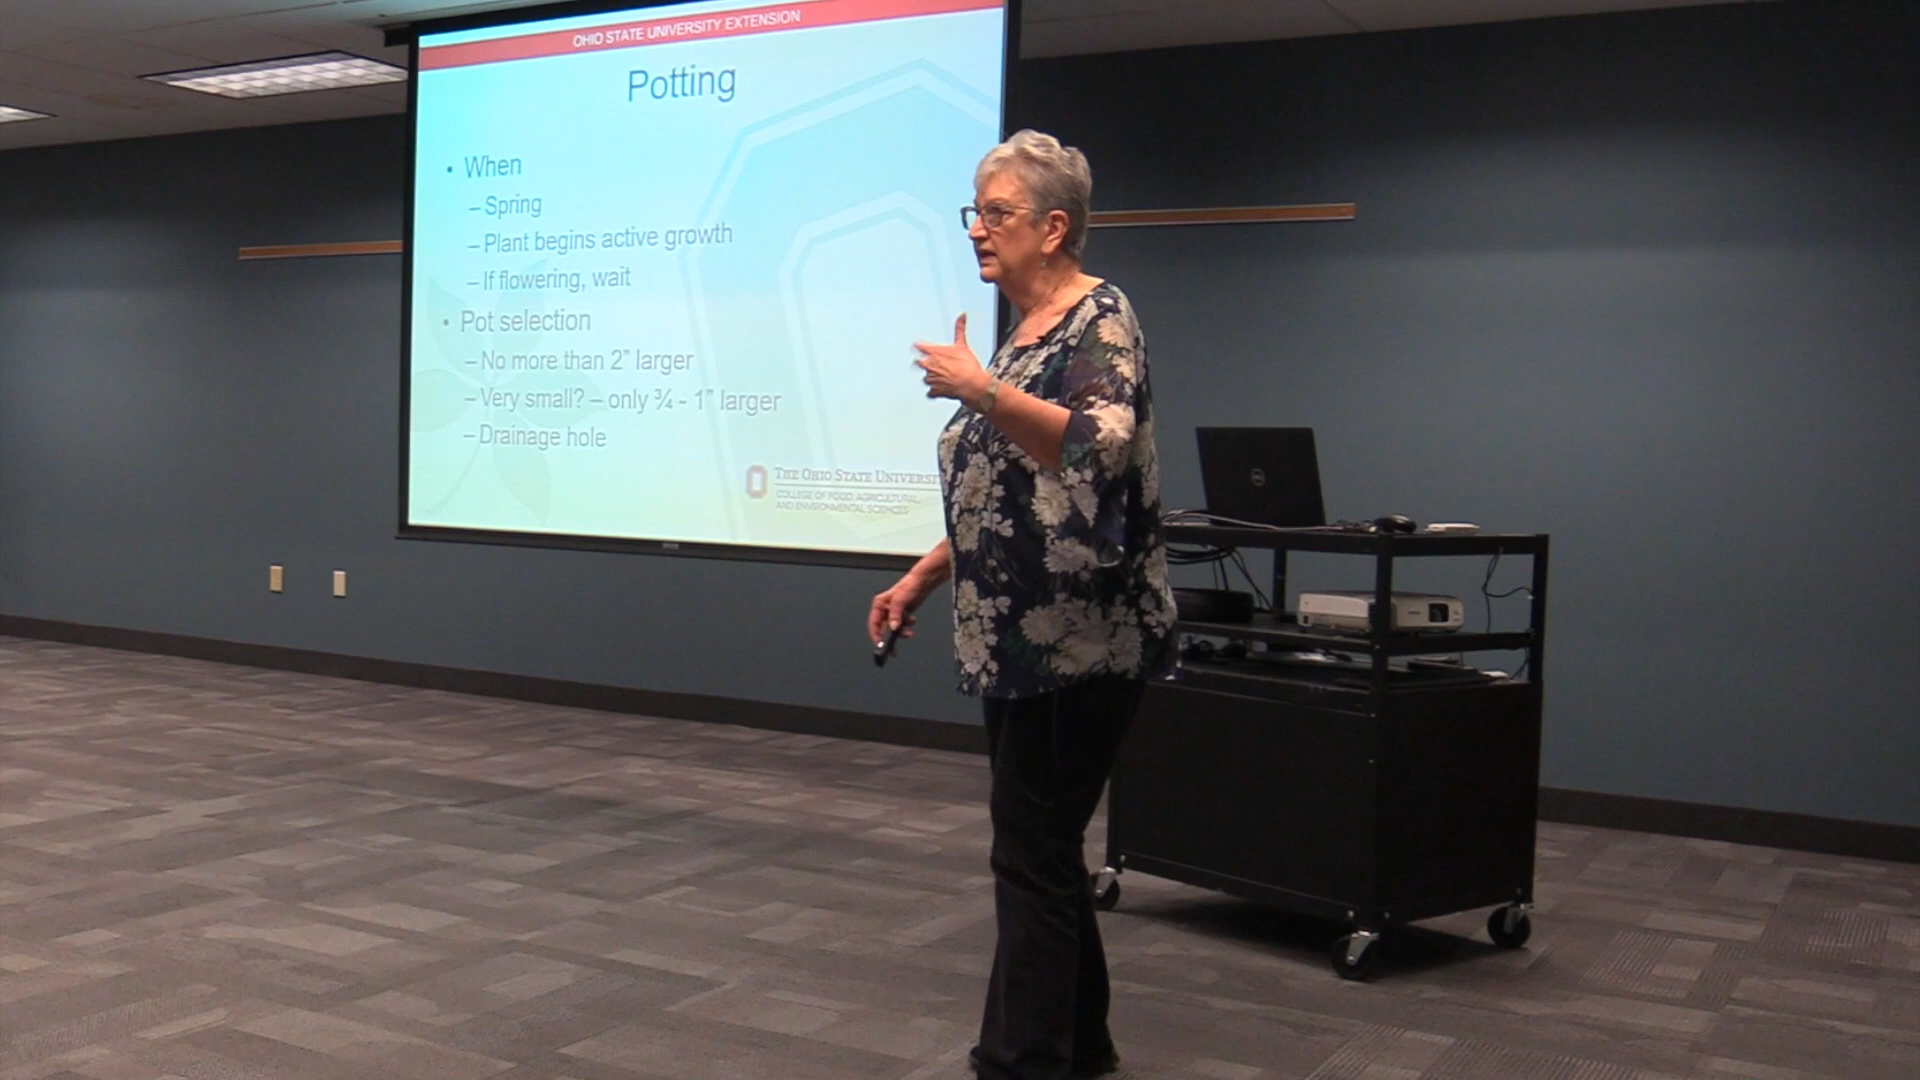 OHIO STATE UNIVERSITY EXTENSION
Potting
• When
– Spring
– Plant begins active growth
– If flowering, wait
• Pot selection
– No more than 2” larger
– Very small? – only ¾ - 1” larger
– Drainage hole
THE OHIO STATE UNIVERSI
COLLEGE OF FOOD, AGRICULTURAL,
AND ENVIRONMENTAL SCIENCES
DELL